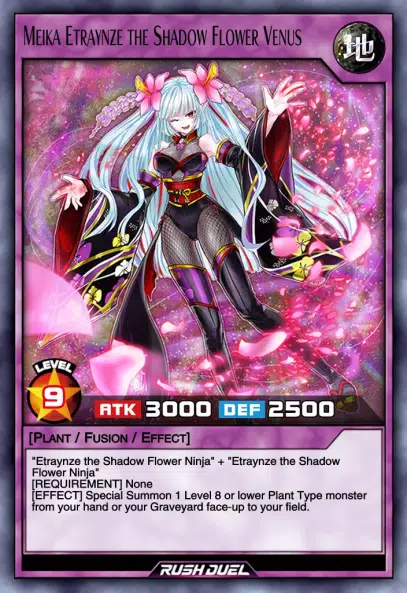 Meika Etraynze the Shadow Flower Venus
地
LEVEL
9
ATK 3000 DEF 2500
[Plant / Fusion / Effect]
"Etraynze the Shadow Flower Ninja" + "Etraynze the Shadow
Flower Ninja"
[REQUIREMENT] None
[EFFECT] Special Summon 1 Level 8 or lower Plant Type monster
from your hand or your Graveyard face-up to your field.
RUSH DUEL